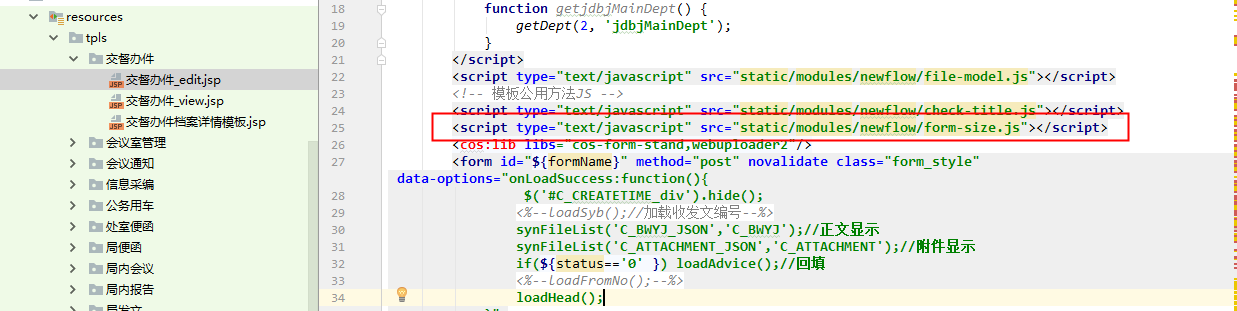 resources
tpls
交督办件
交督办件_edit.jsp
交督办件_view.jsp
交督办件档案详情模板.jsp
会议室管理
会议通知
信息采编
公务用车
处室便函
局便函
局内会议
局内报告
局发文
18 function getjdbjMainDept() {
19 getDept(2, 'jdbjMainDept');
20 }
21 </script>
22 <script type="text/javascript" src="static/modules/newflow/file-model.js"></script>
23 <!-- 模板公用方法JS -->
24 <script type="text/javascript" src="static/modules/newflow/check-title.js"></script>
25 <script type="text/javascript" src="static/modules/newflow/form-size.js"></script>
26 <cos:lib libs="cos-form-stand,webuploader2"/>
27 <form id="${formName}" method="post" novalidate class="form_style"
data-options="onLoadSuccess:function(){
28 $('#C_CREATETIME_div').hide();
29 <%--loadSyb();//加载收发文编号--%>
30 synFileList('C_BWYJ_JSON','C_BWYJ');//正文显示
31 synFileList('C_ATTACHMENT_JSON','C_ATTACHMENT');//附件显示
32 if(${status=='0' }) loadAdvice();//回填
33 <%--loadFromNo();--%>
34 loadHead();